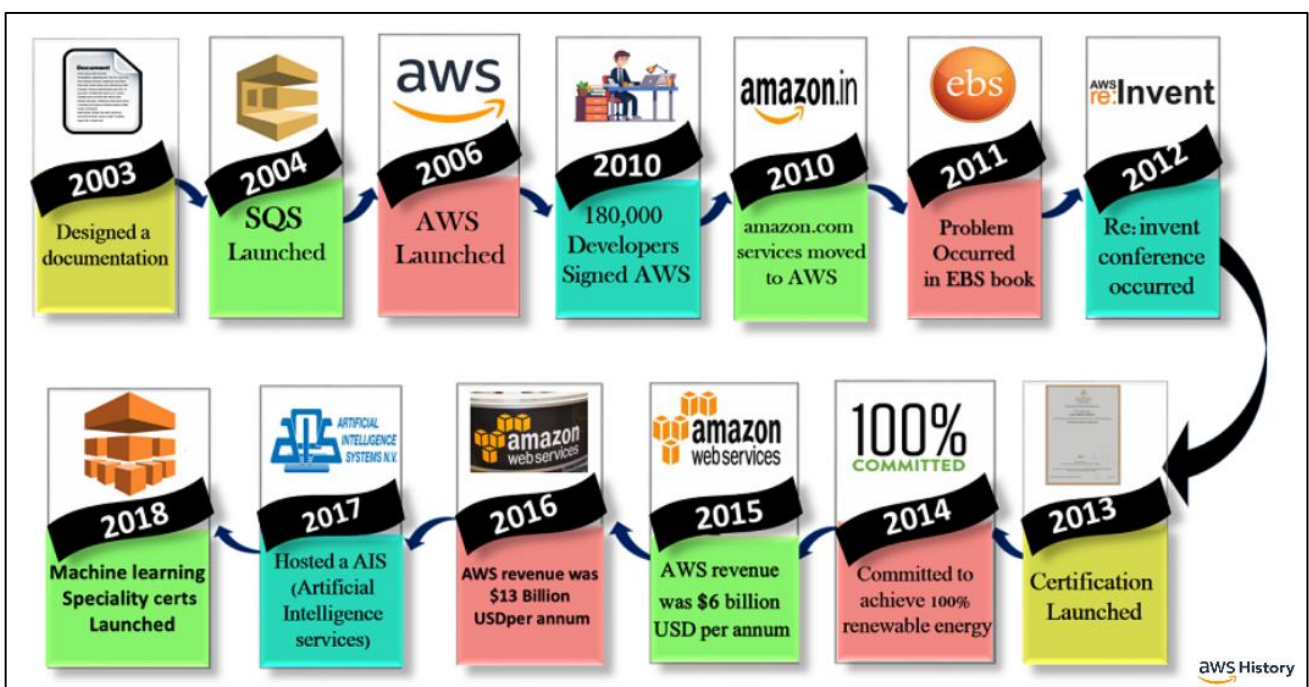 Document
2003
Designed a
documentation
2004
SQS
Launched
aws
2006
AWS
Launched
2010
180,000
Developers
Signed AWS
amazon.in
2010
amazon.com
services moved
to AWS
ebs
2011
Problem
Occurred
in EBS book
AWS
re:Invent
2012
Re: invent
conference
occurred
2013
Certification
Launched
100%
COMMITTED
2014
Committed to
achieve 100%
renewable energy
amazon
webservices
2015
AWS revenue
was $6 billion
USD per annum
amazon
webservices
2016
AWS revenue was
$13 Billion
USDper annum
ARTIFICIAL
INTELLIGENCE
SYSTEMS N.V.
2017
Hosted a AIS
(Artificial
Intelligence
services)
2018
Machine learning
Speciality certs
Launched
aws History